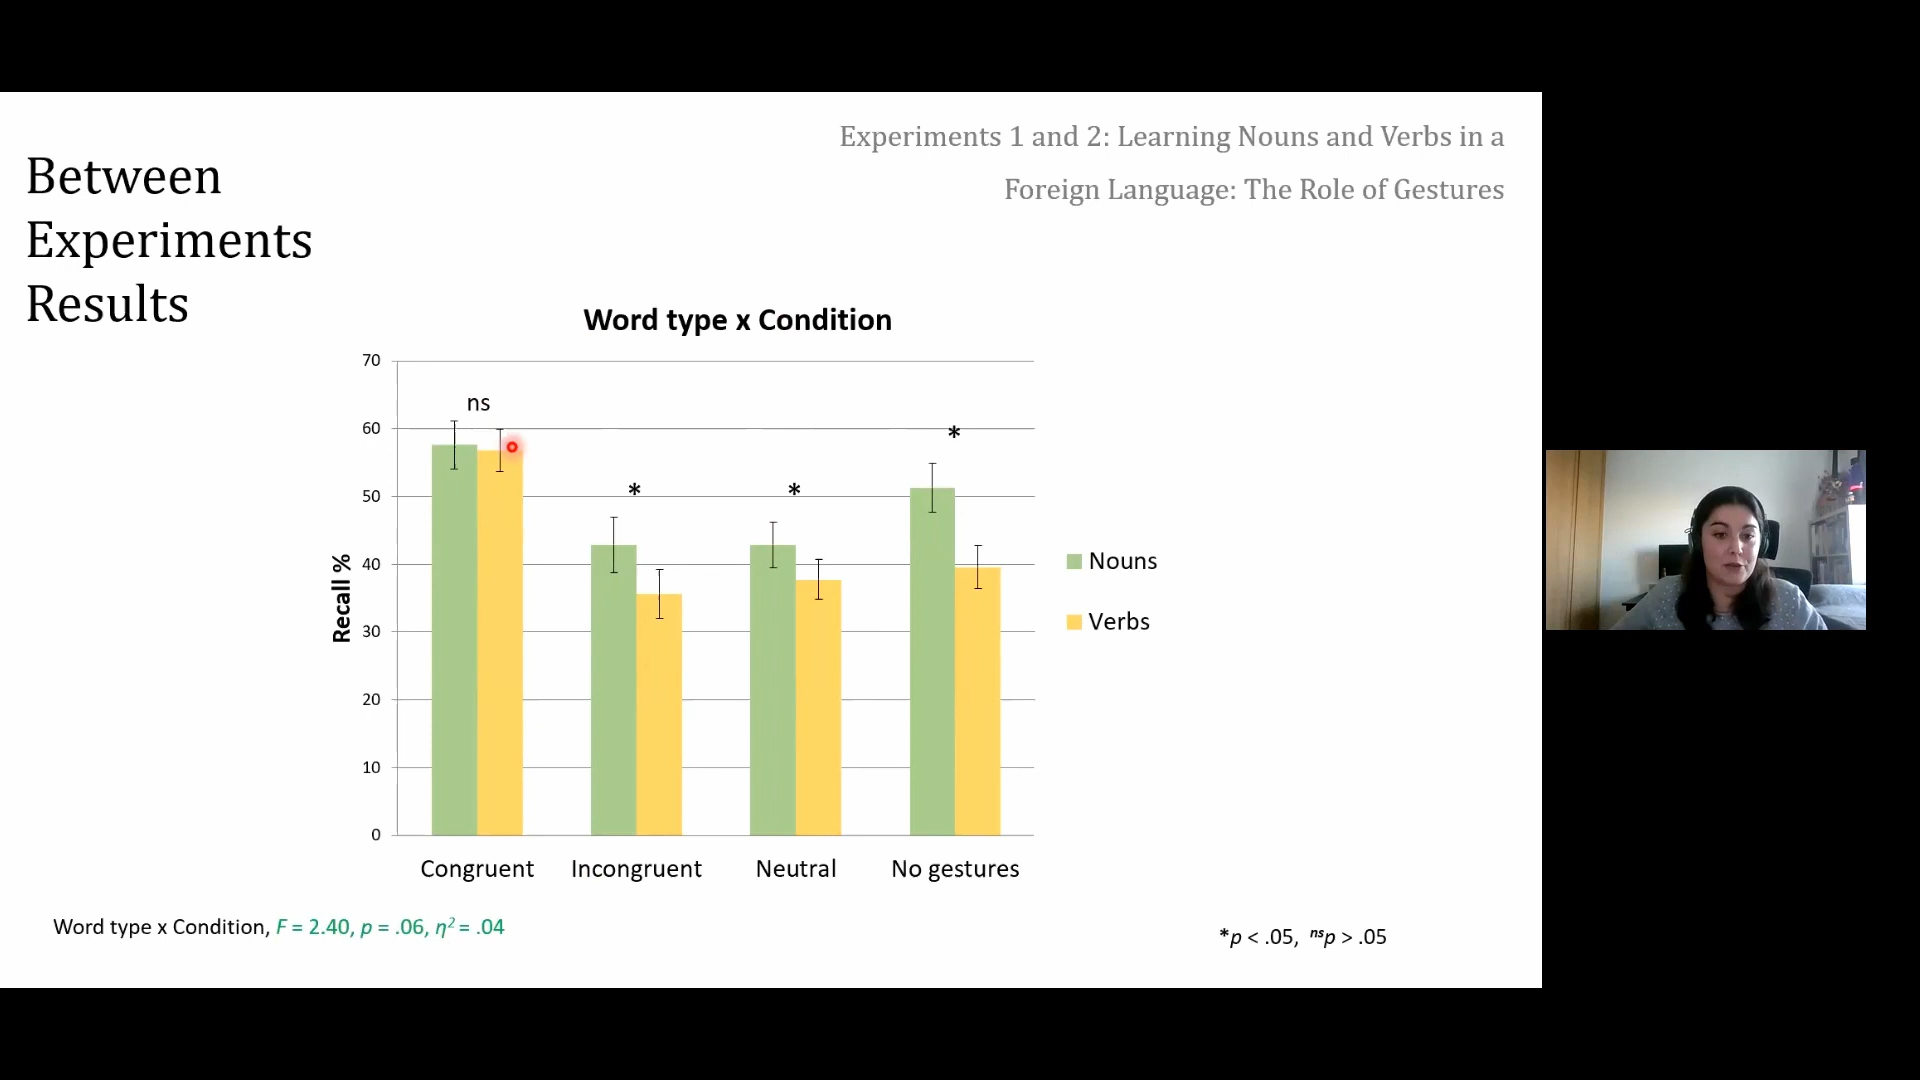 Between
Experiments
Results
Experiments 1 and 2: Learning Nouns and Verbs in a
Foreign Language: The Role of Gestures
Word type x Condition
Recall %
70
60
50
40
30
20
10
0
ns
*
*
*
Congruent
Incongruent
Neutral
No gestures
Nouns
Verbs
Word type x Condition, F = 2.40, p = .06, η² = .04
*p < .05, ⁿˢp > .05